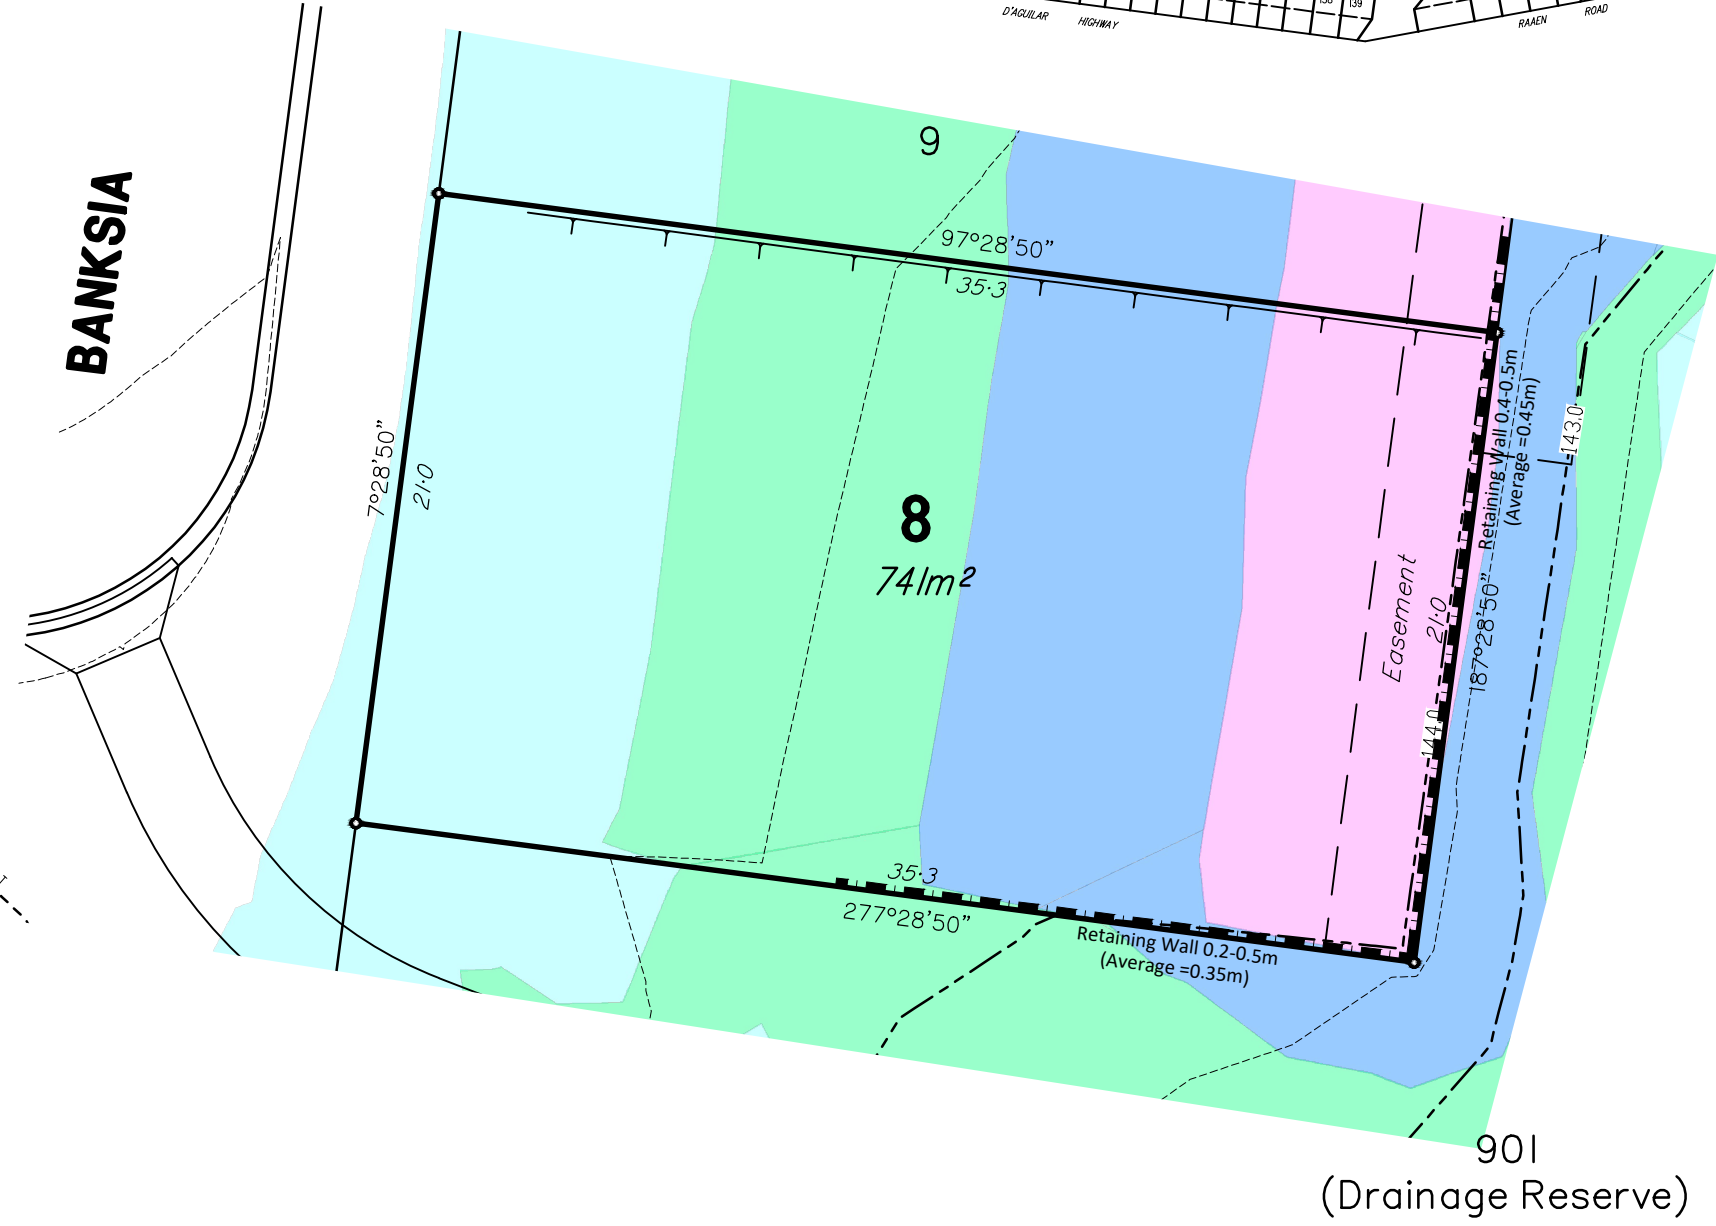 139
D'AGUILAR HIGHWAY
RAAEN ROAD
BANKSIA
9
97°28'50"
35·3
7°28'50"
21·0
8
741m²
Easement
21·0
187°28'50"
Retaining Wall 0.4-0.5m
(Average =0.45m)
143.0
144.0
35·3
277°28'50"
Retaining Wall 0.2-0.5m
(Average =0.35m)
901
(Drainage Reserve)